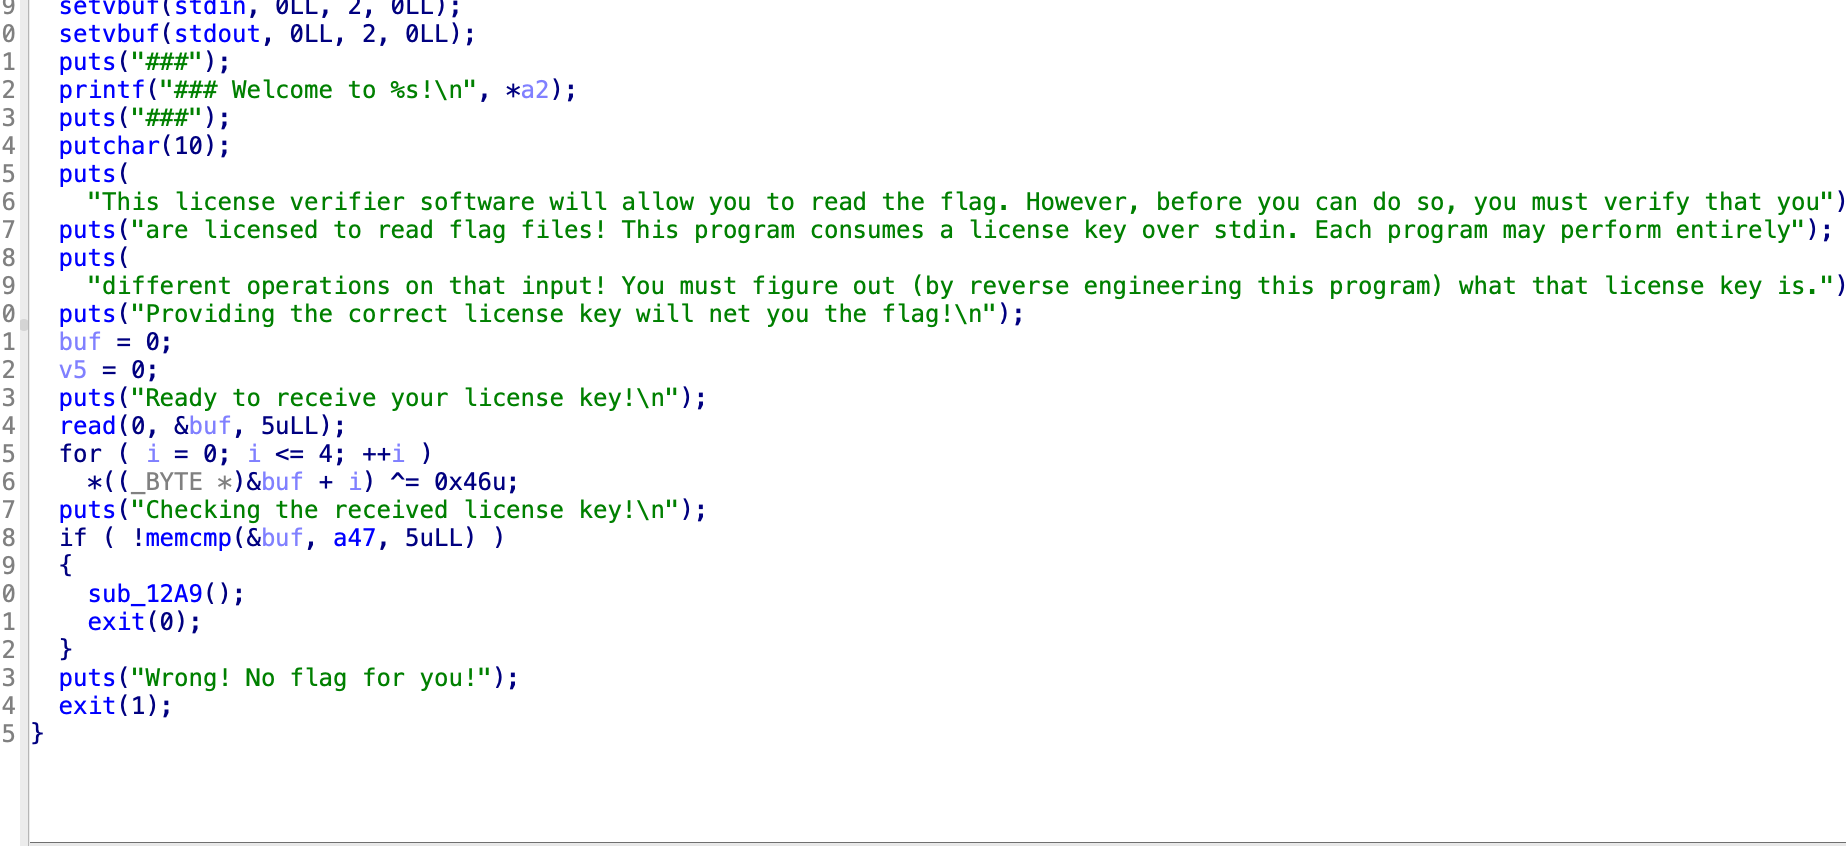 9   setvbuf(stdin, 0LL, 2, 0LL);
0   setvbuf(stdout, 0LL, 2, 0LL);
1   puts("###");
2   printf("### Welcome to %s!\n", *a2);
3   puts("###");
4   putchar(10);
5   puts(
6     "This license verifier software will allow you to read the flag. However, before you can do so, you must verify that you")
7   puts("are licensed to read flag files! This program consumes a license key over stdin. Each program may perform entirely");
8   puts(
9     "different operations on that input! You must figure out (by reverse engineering this program) what that license key is.")
0   puts("Providing the correct license key will net you the flag!\n");
1   buf = 0;
2   v5 = 0;
3   puts("Ready to receive your license key!\n");
4   read(0, &buf, 5uLL);
5   for ( i = 0; i <= 4; ++i )
6     *((_BYTE *)&buf + i) ^= 0x46u;
7   puts("Checking the received license key!\n");
8   if ( !memcmp(&buf, a47, 5uLL) )
9   {
0     sub_12A9();
1     exit(0);
2   }
3   puts("Wrong! No flag for you!");
4   exit(1);
5 }